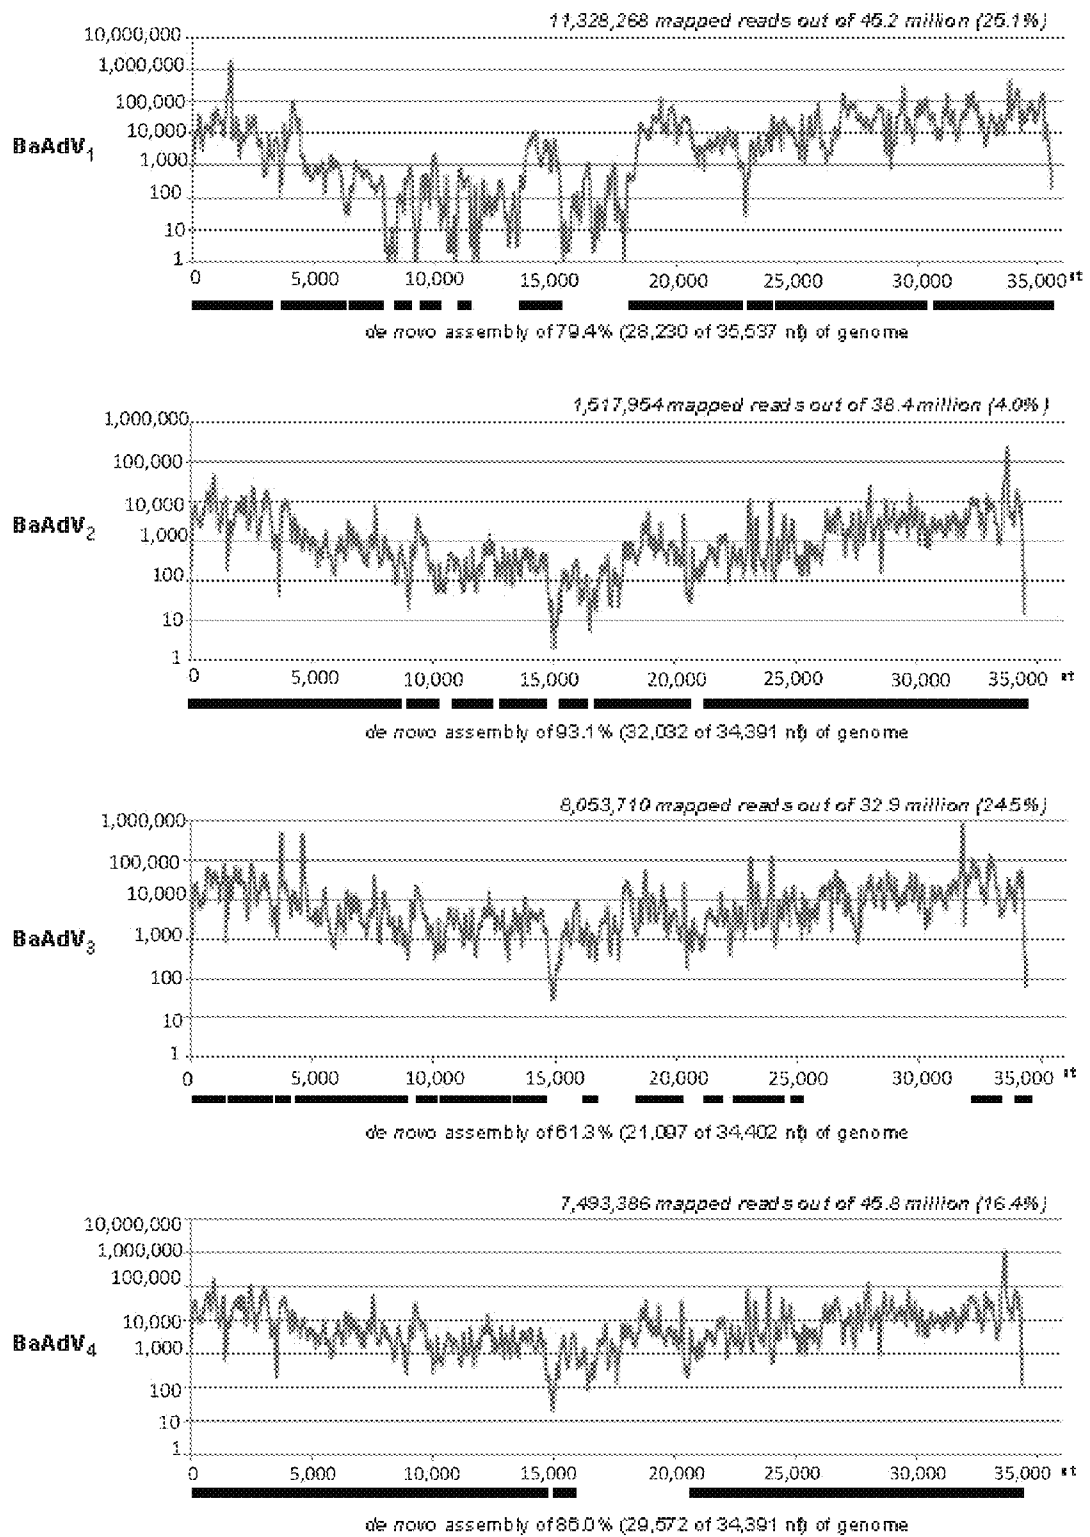 11,328,268 mapped reads out of 45.2 million (25.1%)
10,000,000
1,000,000
100,000
10,000
1,000
100
10
1
BaAdV1
0 5,000 10,000 15,000 20,000 25,000 30,000 35,000 nt
de novo assembly of 79.4% (28,230 of 35,537 nt) of genome
1,517,954 mapped reads out of 38.4 million (4.0%)
1,000,000
100,000
10,000
1,000
100
10
1
BaAdV2
0 5,000 10,000 15,000 20,000 25,000 30,000 35,000 nt
de novo assembly of 93.1% (32,032 of 34,391 nt) of genome
8,053,710 mapped reads out of 32.9 million (24.5%)
1,000,000
100,000
10,000
1,000
100
10
1
BaAdV3
0 5,000 10,000 15,000 20,000 25,000 30,000 35,000 nt
de novo assembly of 61.3% (21,097 of 34,402 nt) of genome
7,493,386 mapped reads out of 45.8 million (16.4%)
10,000,000
1,000,000
100,000
10,000
1,000
100
10
1
BaAdV4
0 5,000 10,000 15,000 20,000 25,000 30,000 35,000 nt
de novo assembly of 86.0% (29,572 of 34,391 nt) of genome